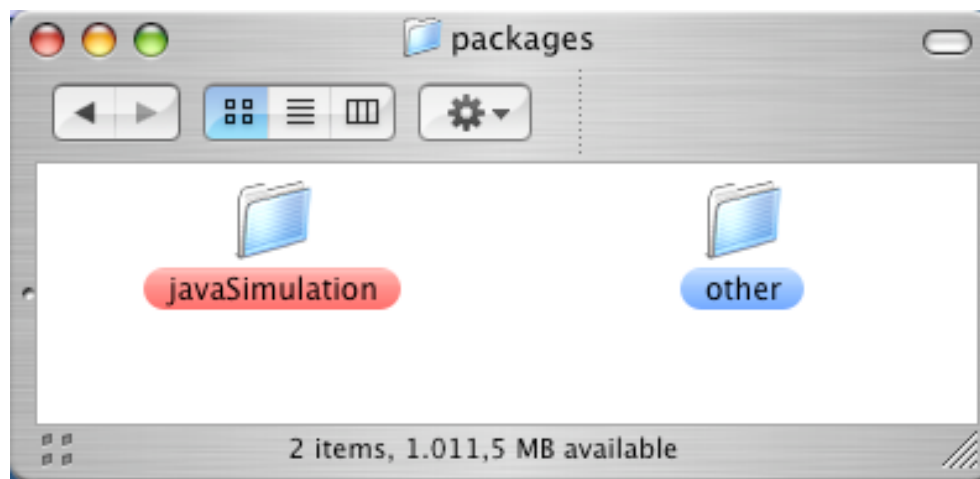 packages
javaSimulation
other
2 items, 1.011,5 MB available